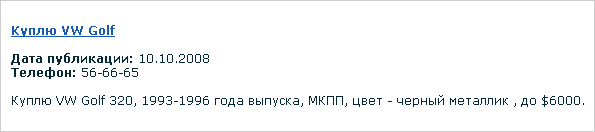 Куплю VW Golf
Дата публикации: 10.10.2008
Телефон: 56-66-65
Куплю VW Golf 320, 1993-1996 года выпуска, МКПП, цвет - черный металлик , до $6000.